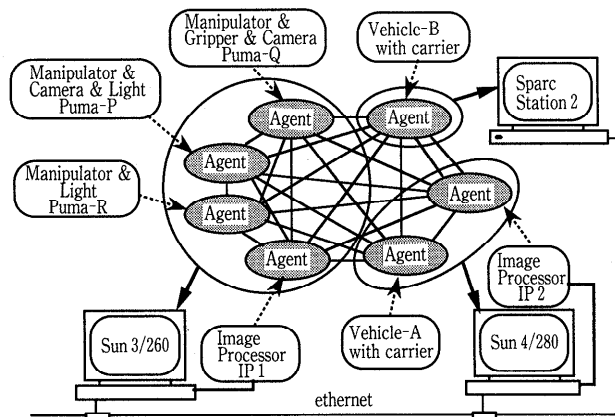 Manipulator &
Gripper & Camera
Puma-Q
Vehicle-B
with carrier
Manipulator &
Camera & Light
Puma-P
Sparc
Station 2
Agent
Agent
Agent
Manipulator &
Light
Puma-R
Agent
Agent
Agent
Agent
Image
Processor
IP 2
Sun 3/260
Image
Processor
IP 1
Vehicle-A
with carrier
Sun 4/280
ethernet